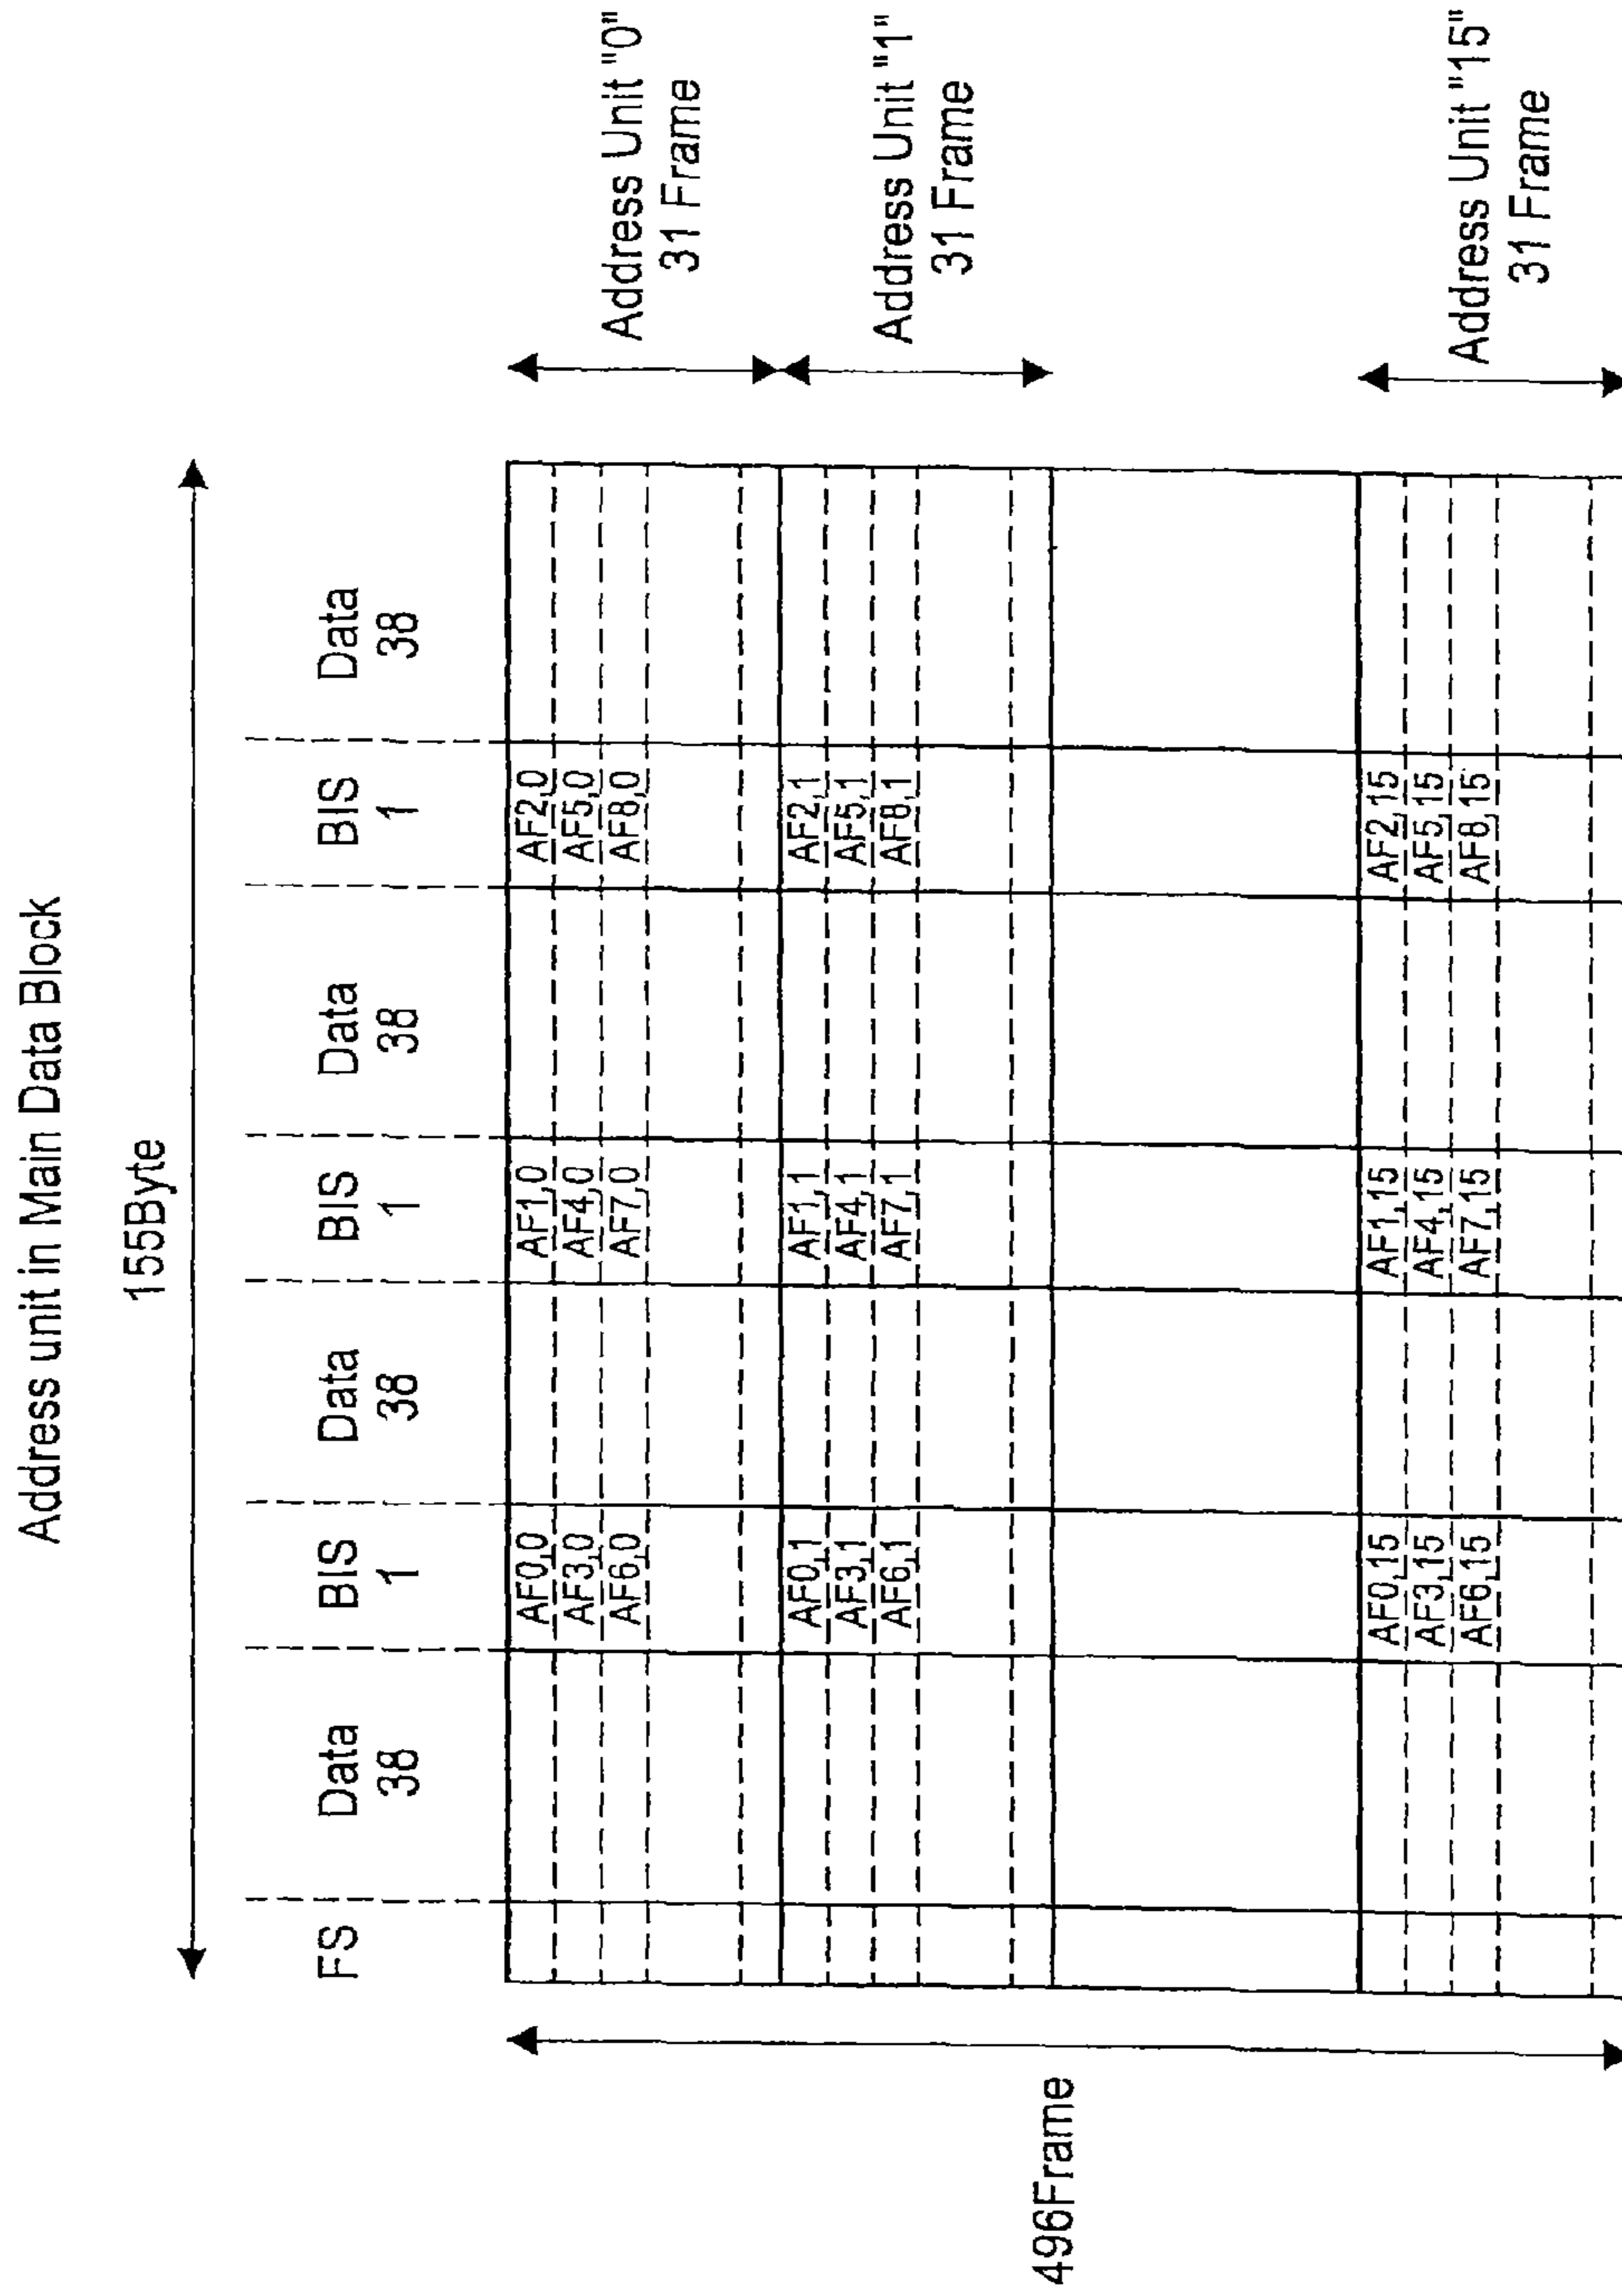 Address unit in Main Data Block
155Byte
FS
Data
38
BIS
1
Data
38
BIS
1
Data
38
BIS
1
Data
38
AF0,0
AF1,0
AF2,0
AF3,0
AF4,0
AF5,0
AF6,0
AF7,0
AF8,0
Address Unit "0"
31 Frame
AF0,1
AF1,1
AF2,1
AF3,1
AF4,1
AF5,1
AF6,1
AF7,1
AF8,1
Address Unit "1"
31 Frame
496Frame
AF0,15
AF1,15
AF2,15
AF3,15
AF4,15
AF5,15
AF6,15
AF7,15
AF8,15
Address Unit "15"
31 Frame